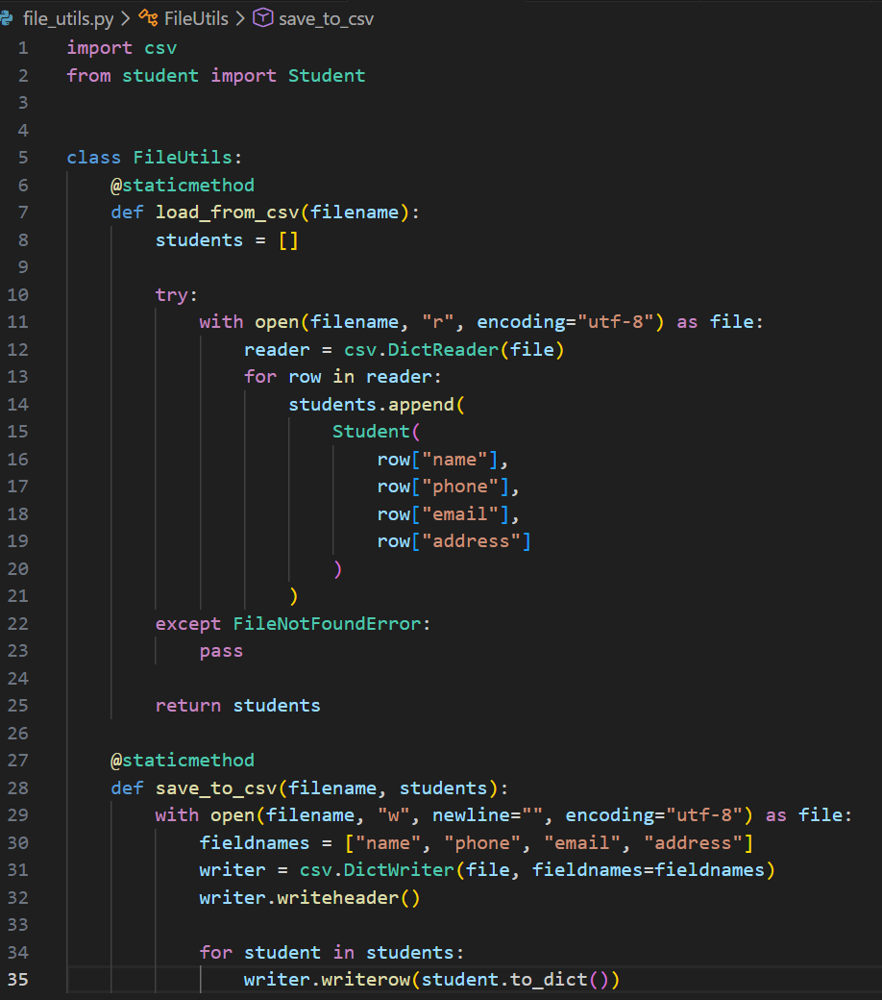 file_utils.py > FileUtils > save_to_csv
1 import csv
2 from student import Student
3
4
5 class FileUtils:
6     @staticmethod
7     def load_from_csv(filename):
8         students = []
9
10         try:
11             with open(filename, "r", encoding="utf-8") as file:
12                 reader = csv.DictReader(file)
13                 for row in reader:
14                     students.append(
15                         Student(
16                             row["name"],
17                             row["phone"],
18                             row["email"],
19                             row["address"]
20                         )
21                     )
22         except FileNotFoundError:
23             pass
24
25         return students
26
27     @staticmethod
28     def save_to_csv(filename, students):
29         with open(filename, "w", newline="", encoding="utf-8") as file:
30             fieldnames = ["name", "phone", "email", "address"]
31             writer = csv.DictWriter(file, fieldnames=fieldnames)
32             writer.writeheader()
33
34             for student in students:
35                 writer.writerow(student.to_dict())